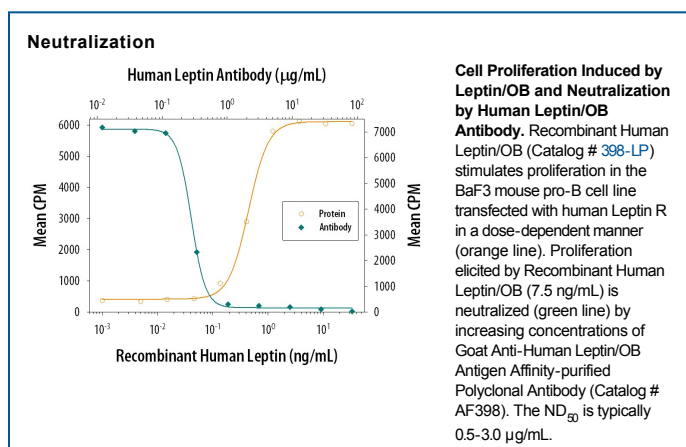 Neutralization
Human Leptin Antibody (µg/mL)
10⁻² 10⁻¹ 10⁰ 10¹ 10²
6000
5000
4000
3000
2000
1000
0
Mean CPM
7000
6000
5000
4000
3000
2000
1000
0
Mean CPM
Protein
Antibody
10⁻³ 10⁻² 10⁻¹ 10⁰ 10¹
Recombinant Human Leptin (ng/mL)
Cell Proliferation Induced by
Leptin/OB and Neutralization
by Human Leptin/OB
Antibody. Recombinant Human
Leptin/OB (Catalog # 398-LP)
stimulates proliferation in the
BaF3 mouse pro-B cell line
transfected with human Leptin R
in a dose-dependent manner
(orange line). Proliferation
elicited by Recombinant Human
Leptin/OB (7.5 ng/mL) is
neutralized (green line) by
increasing concentrations of
Goat Anti-Human Leptin/OB
Antigen Affinity-purified
Polyclonal Antibody (Catalog #
AF398). The ND₅₀ is typically
0.5-3.0 µg/mL.